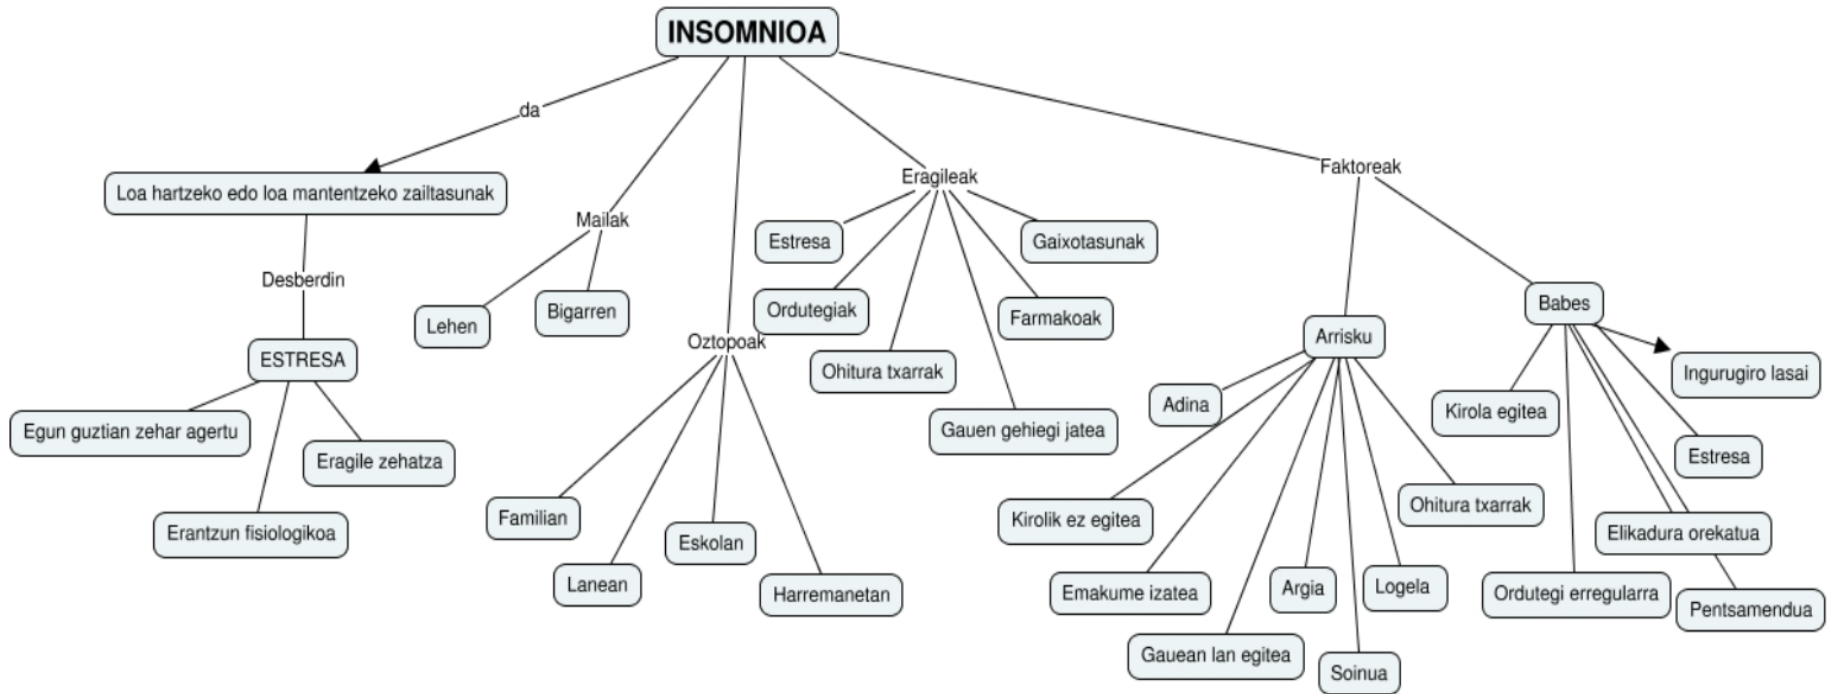 INSOMNIOA
da
Loa hartzeko edo loa mantentzeko zailtasunak
Desberdin
ESTRESA
Egun guztian zehar agertu
Erantzun fisiologikoa
Eragile zehatza
Mailak
Lehen
Bigarren
Oztopoak
Familian
Lanean
Eskolan
Harremanetan
Eragileak
Estresa
Ordutegiak
Ohitura txarrak
Gauen gehiegi jatea
Farmakoak
Gaixotasunak
Faktoreak
Arrisku
Adina
Kirolik ez egitea
Emakume izatea
Gauean lan egitea
Argia
Soinua
Logela
Ohitura txarrak
Babes
Kirola egitea
Ordutegi erregularra
Elikadura orekatua
Pentsamendua
Estresa
Ingurugiro lasai